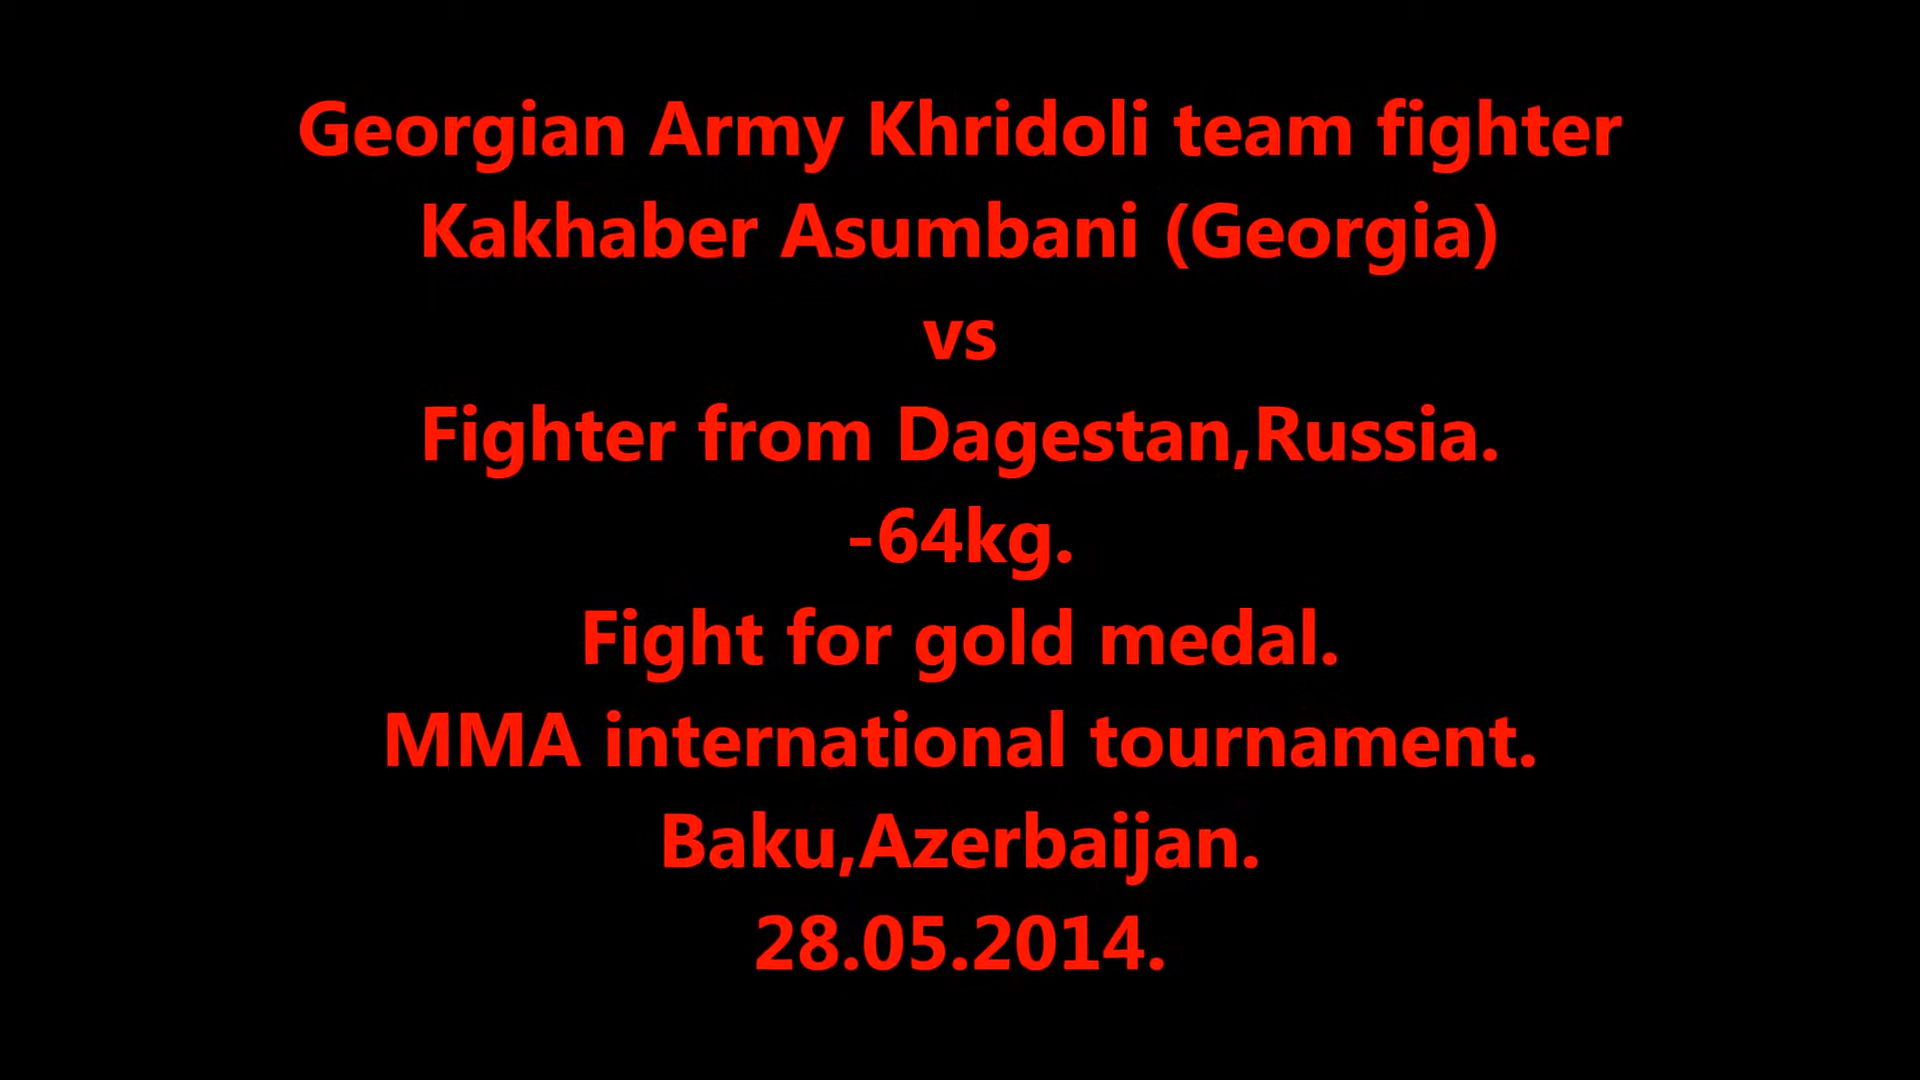 Georgian Army Khridoli team fighter
Kakhaber Asumbani (Georgia)
vs
Fighter from Dagestan,Russia.
-64kg.
Fight for gold medal.
MMA international tournament.
Baku,Azerbaijan.
28.05.2014.